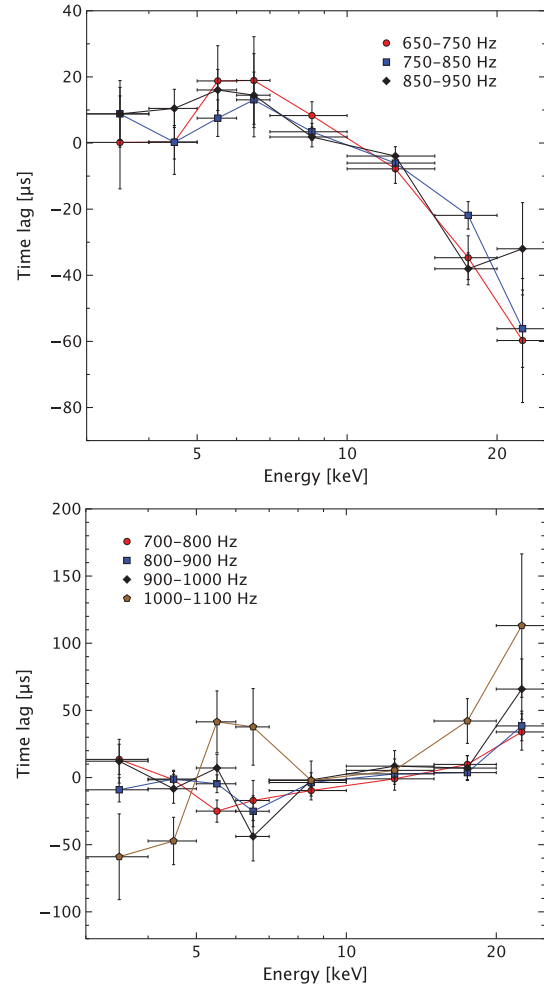 40
20
0
−20
−40
−60
−80
Time lag [μs]
650–750 Hz
750–850 Hz
850–950 Hz
5
10
20
Energy [keV]
200
150
100
50
0
−50
−100
Time lag [μs]
700–800 Hz
800–900 Hz
900–1000 Hz
1000–1100 Hz
5
10
20
Energy [keV]